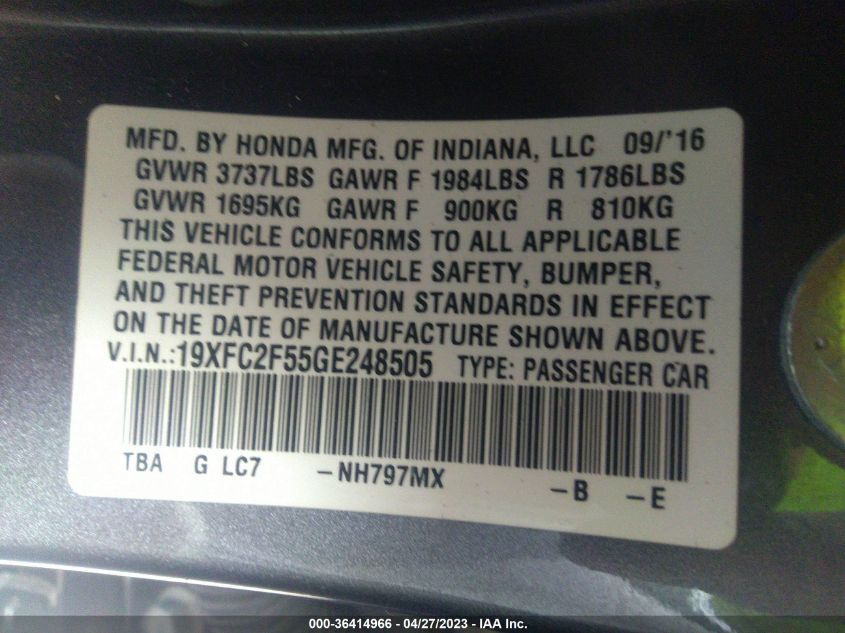 MFD. BY HONDA MFG. OF INDIANA, LLC 09/'16
GVWR 3737LBS GAWR F 1984LBS R 1786LBS
GVWR 1695KG GAWR F 900KG R 810KG
THIS VEHICLE CONFORMS TO ALL APPLICABLE
FEDERAL MOTOR VEHICLE SAFETY, BUMPER,
AND THEFT PREVENTION STANDARDS IN EFFECT
ON THE DATE OF MANUFACTURE SHOWN ABOVE.
V.I.N.:19XFC2F55GE248505 TYPE: PASSENGER CAR
TBA G LC7 –NH797MX –B –E
000-36414966 - 04/27/2023 - IAA Inc.